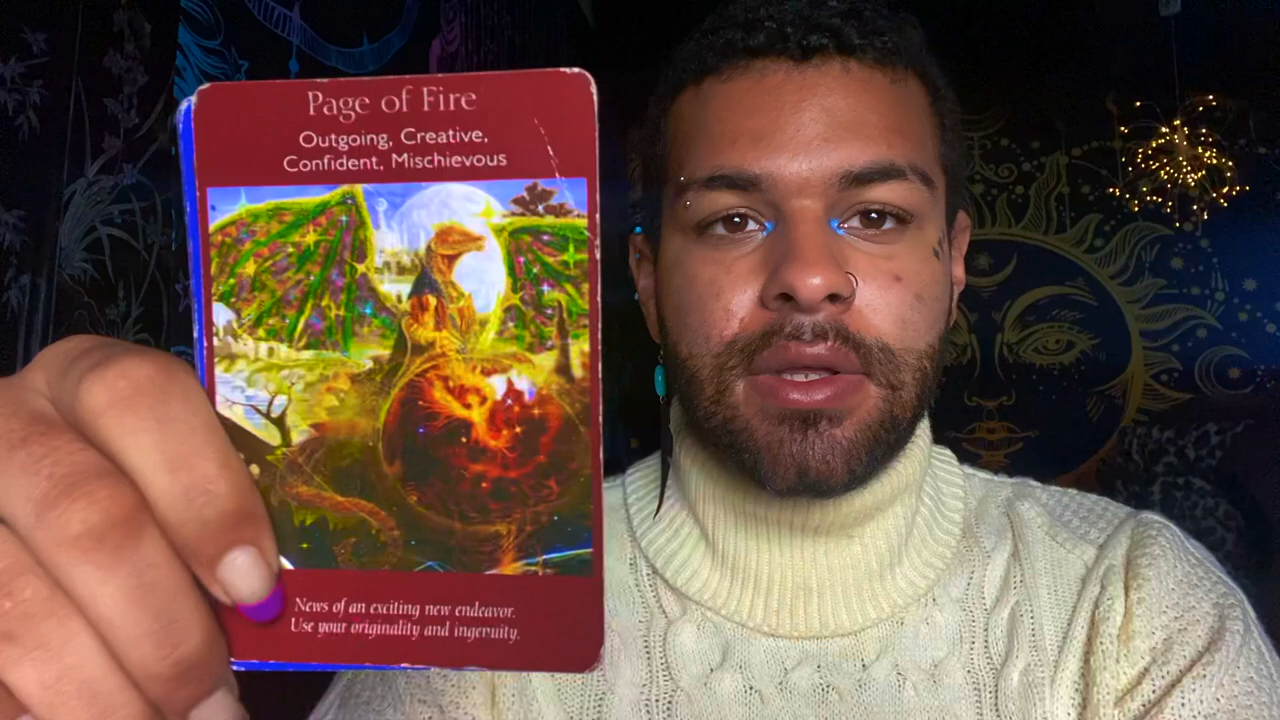 Page of Fire
Outgoing, Creative,
Confident, Mischievous
News of an exciting new endeavor.
Use your originality and ingenuity.